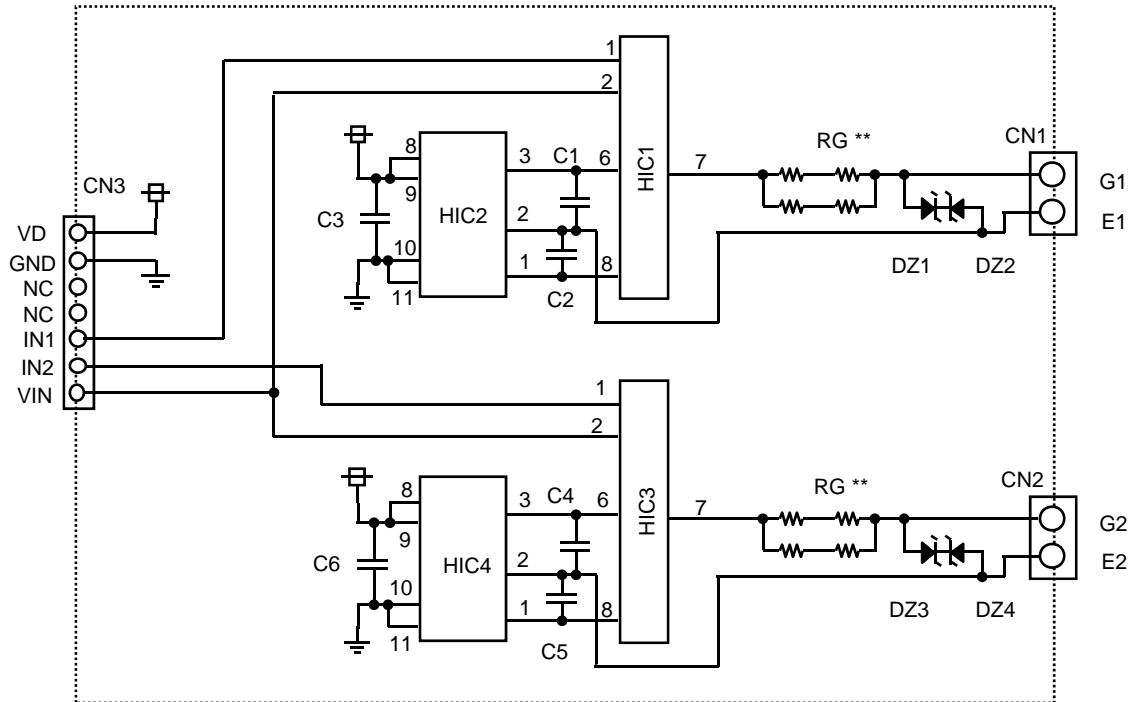 CN3
VD
GND
NC
NC
IN1
IN2
VIN
1
2
8
9
10
11
C3
HIC2
3
2
1
C1
C2
6
8
HIC1
7
RG **
DZ1
DZ2
CN1
G1
E1
1
2
8
9
10
11
C6
HIC4
3
2
1
C4
C5
6
8
HIC3
7
RG **
DZ3
DZ4
CN2
G2
E2